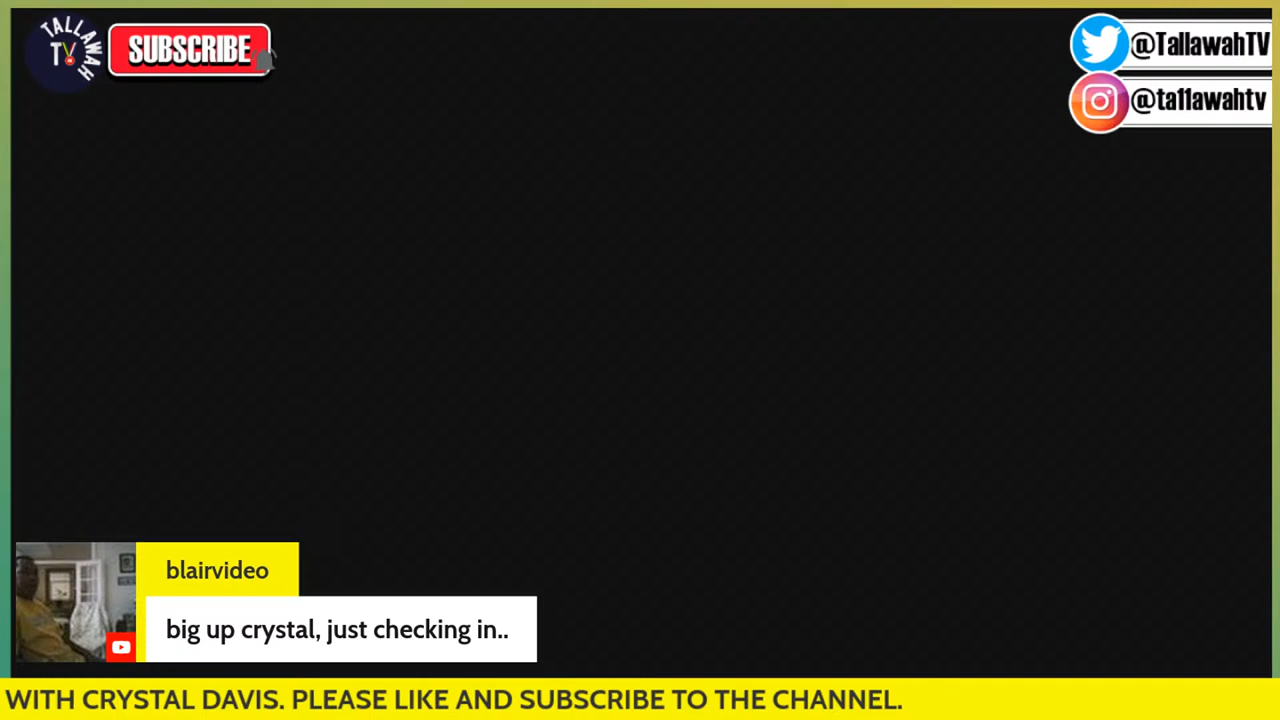 TALLAWAH
TV
SUBSCRIBE
@TallawahTV
@ta11awahtv
blairvideo
big up crystal, just checking in..
WITH CRYSTAL DAVIS. PLEASE LIKE AND SUBSCRIBE TO THE CHANNEL.